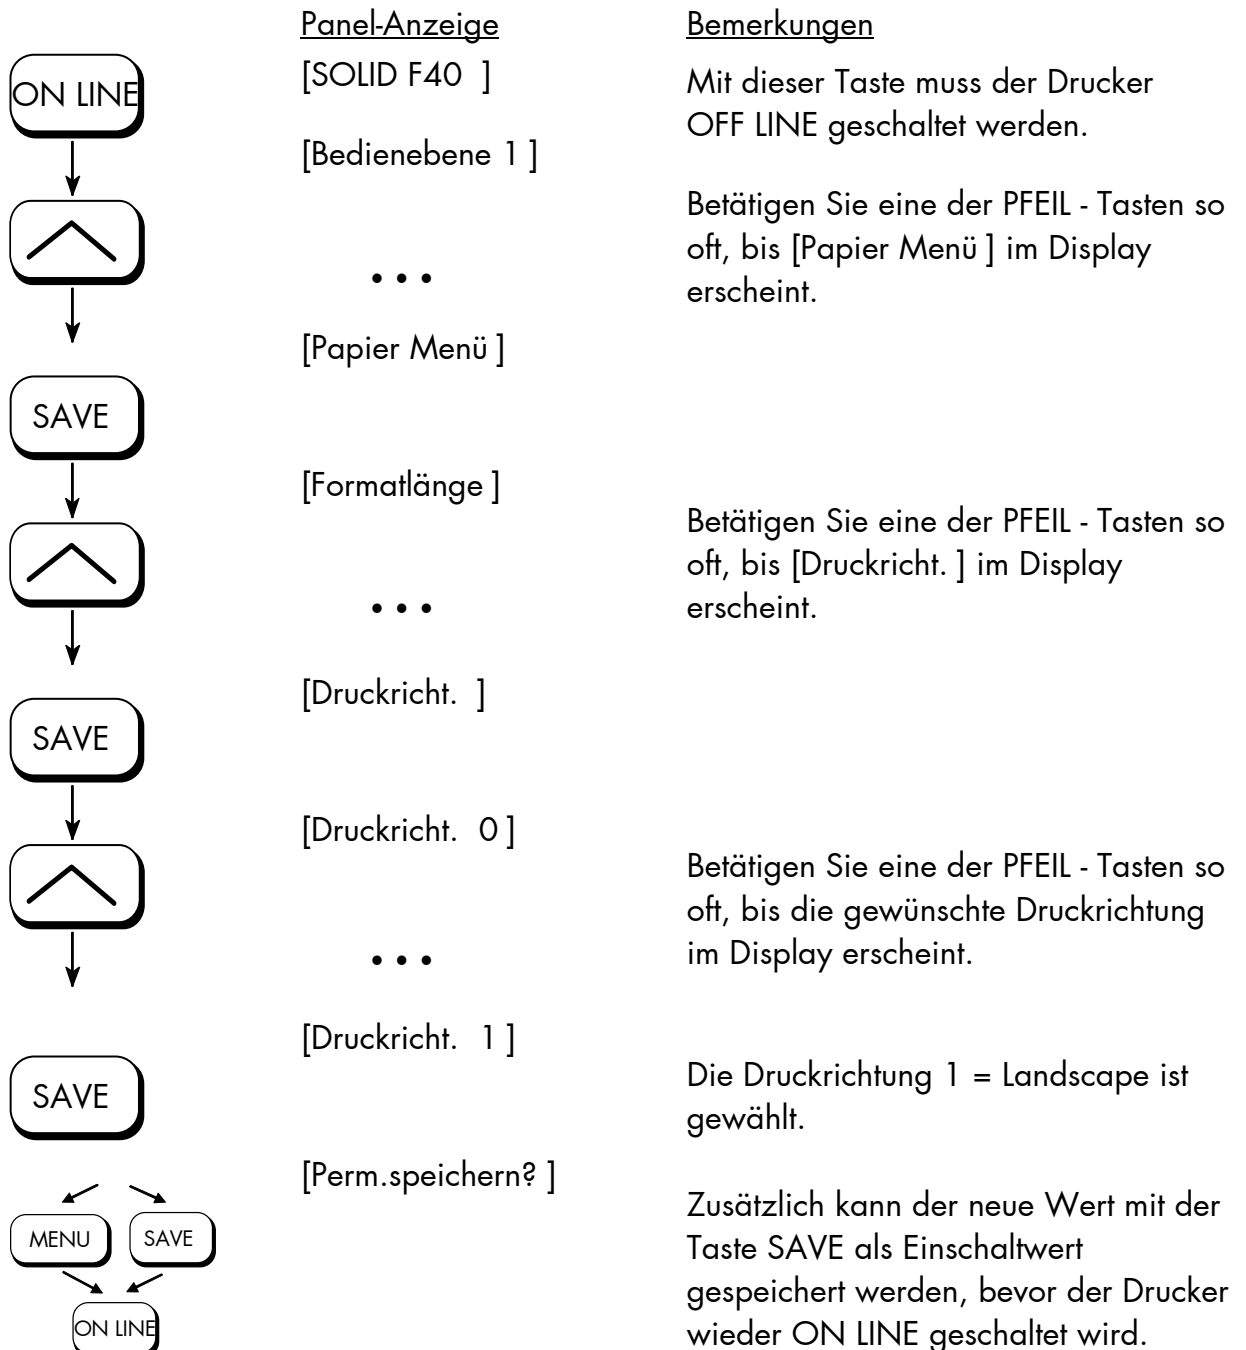 Panel-Anzeige Bemerkungen
ON LINE [SOLID F40 ] Mit dieser Taste muss der Drucker
OFF LINE geschaltet werden.
[Bedienebene 1 ]
Betätigen Sie eine der PFEIL - Tasten so
oft, bis [Papier Menü ] im Display
• • •
erscheint.
[Papier Menü ]
SAVE
[Formatlänge ]
Betätigen Sie eine der PFEIL - Tasten so
oft, bis [Druckricht. ] im Display
• • •
erscheint.
[Druckricht. ]
SAVE
[Druckricht. 0 ]
Betätigen Sie eine der PFEIL - Tasten so
oft, bis die gewünschte Druckrichtung
im Display erscheint.
• • •
[Druckricht. 1 ]
Die Druckrichtung 1 = Landscape ist
SAVE
gewählt.
[Perm.speichern? ]
Zusätzlich kann der neue Wert mit der
MENU SAVE
Taste SAVE als Einschaltwert
gespeichert werden, bevor der Drucker
ON LINE
wieder ON LINE geschaltet wird.